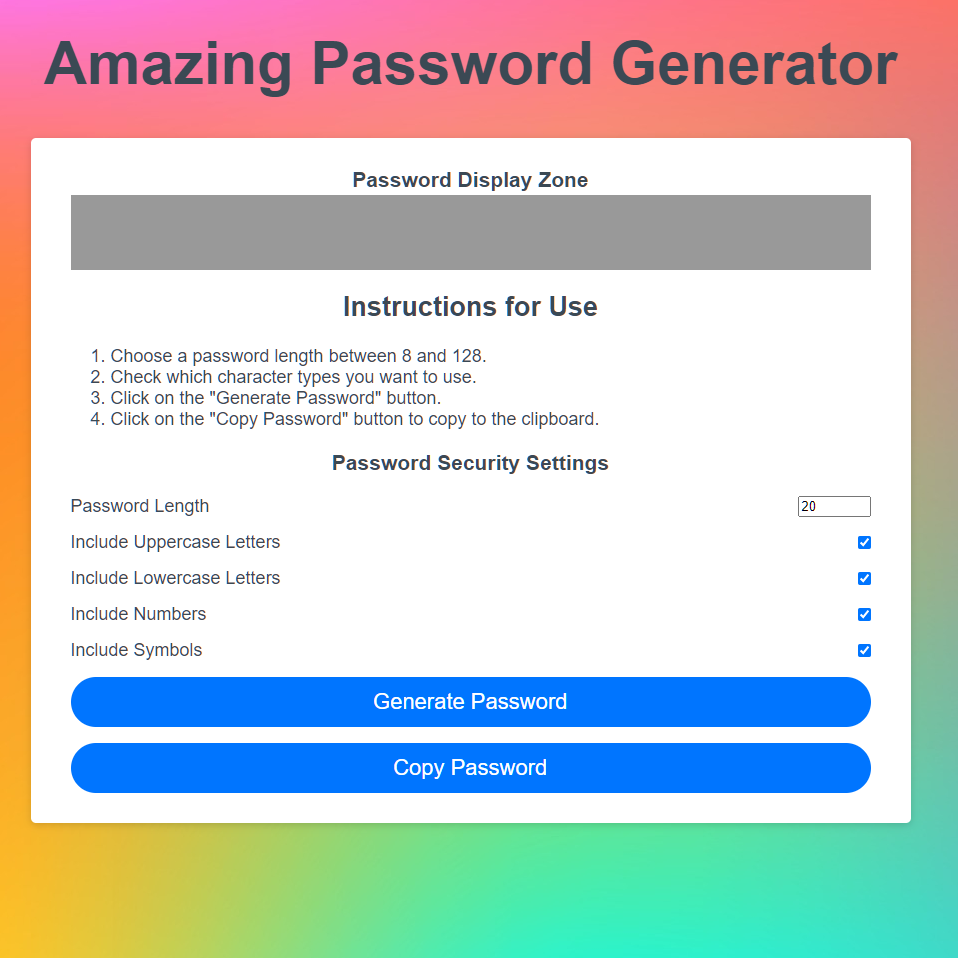 Amazing Password Generator
Password Display Zone
Instructions for Use
1. Choose a password length between 8 and 128.
2. Check which character types you want to use.
3. Click on the "Generate Password" button.
4. Click on the "Copy Password" button to copy to the clipboard.
Password Security Settings
Password Length 20
Include Uppercase Letters
Include Lowercase Letters
Include Numbers
Include Symbols
Generate Password
Copy Password